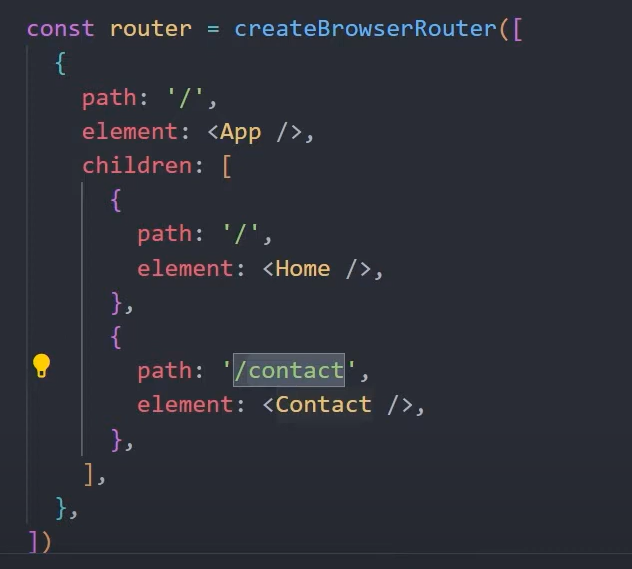 const router = createBrowserRouter([
  {
    path: '/',
    element: <App />,
    children: [
      {
        path: '/',
        element: <Home />,
      },
      {
        path: '/contact',
        element: <Contact />,
      },
    ],
  },
])